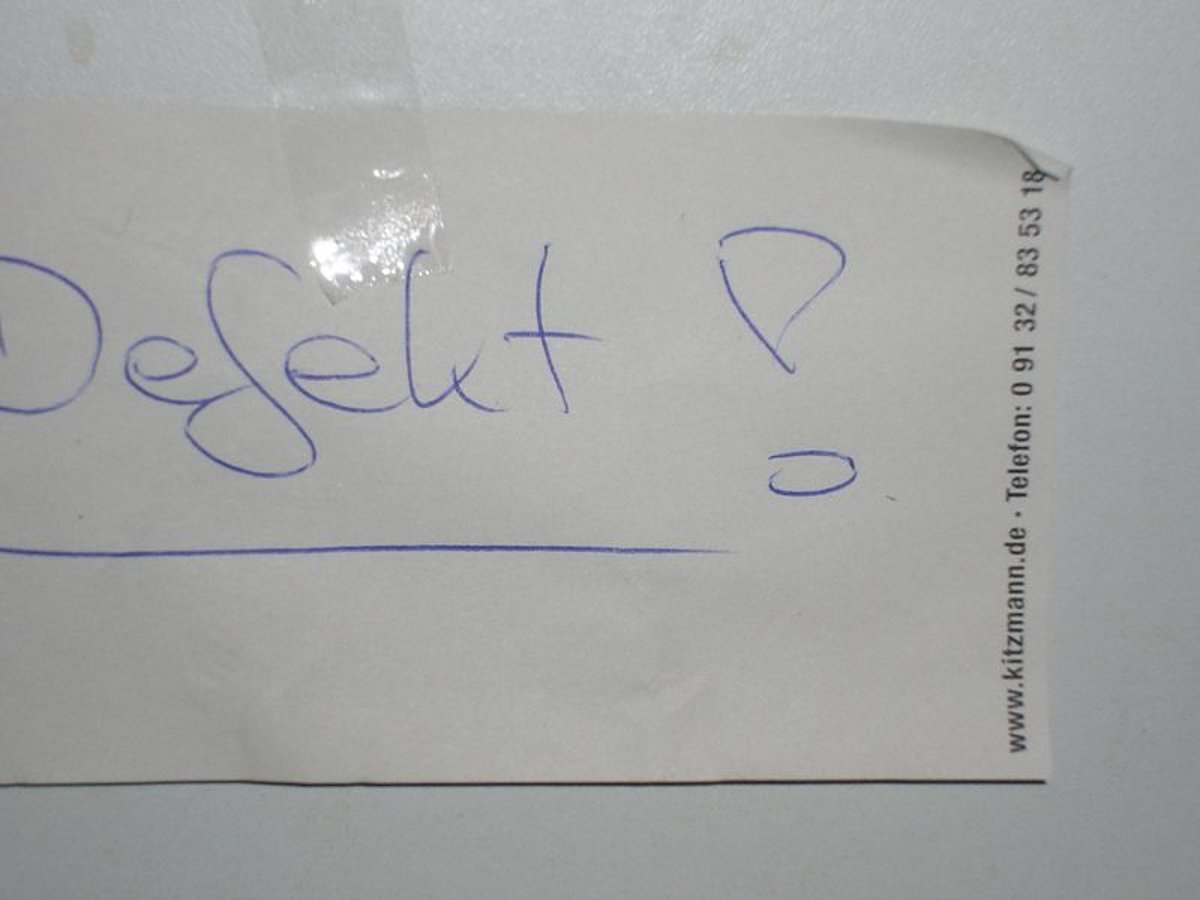 Defekt !
www.kitzmann.de · Telefon: 0 91 32 / 83 53 18